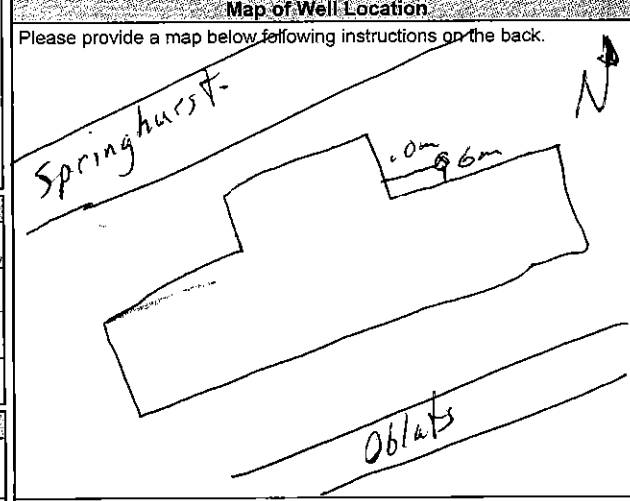 Map of Well Location
Please provide a map below following instructions on the back.
Springhurst
N
.0m
6m
Oblats